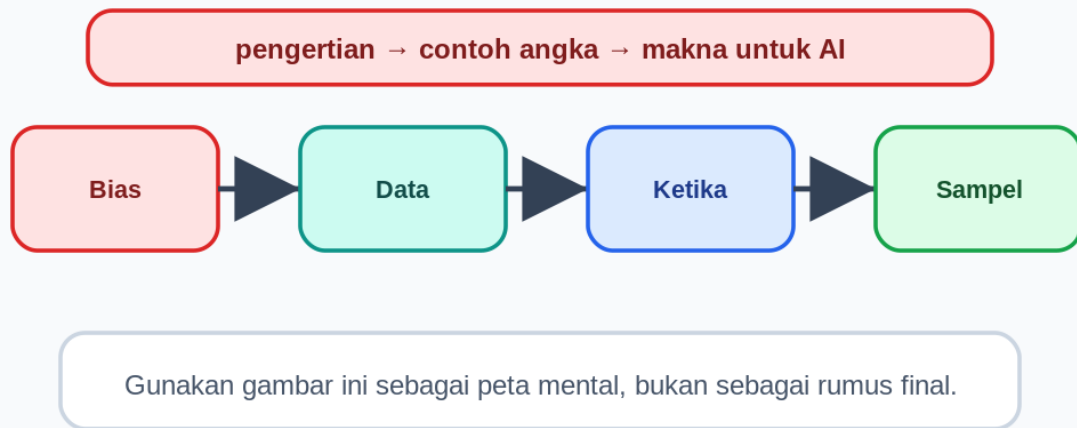 pengertian → contoh angka → makna untuk AI
Bias
Data
Ketika
Sampel
Gunakan gambar ini sebagai peta mental, bukan sebagai rumus final.